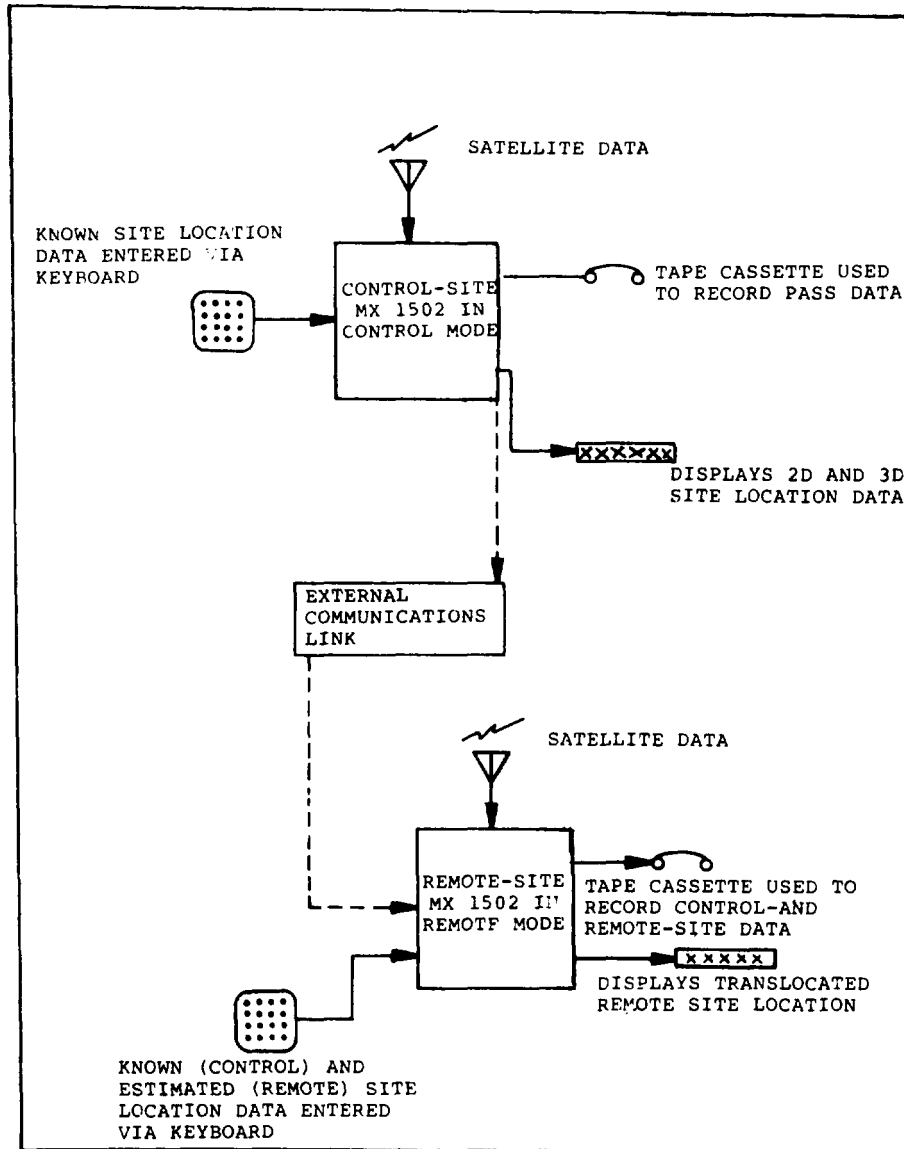 SATELLITE DATA
KNOWN SITE LOCATION
DATA ENTERED VIA
KEYBOARD
CONTROL-SITE
MX 1502 IN
CONTROL MODE
TAPE CASSETTE USED
TO RECORD PASS DATA
XXXXXX
DISPLAYS 2D AND 3D
SITE LOCATION DATA
EXTERNAL
COMMUNICATIONS
LINK
SATELLITE DATA
REMOTE-SITE
MX 1502 IN
REMOTE MODE
TAPE CASSETTE USED TO
RECORD CONTROL-AND
REMOTE-SITE DATA
XXXXX
DISPLAYS TRANSLOCATED
REMOTE SITE LOCATION
KNOWN (CONTROL) AND
ESTIMATED (REMOTE) SITE
LOCATION DATA ENTERED
VIA KEYBOARD